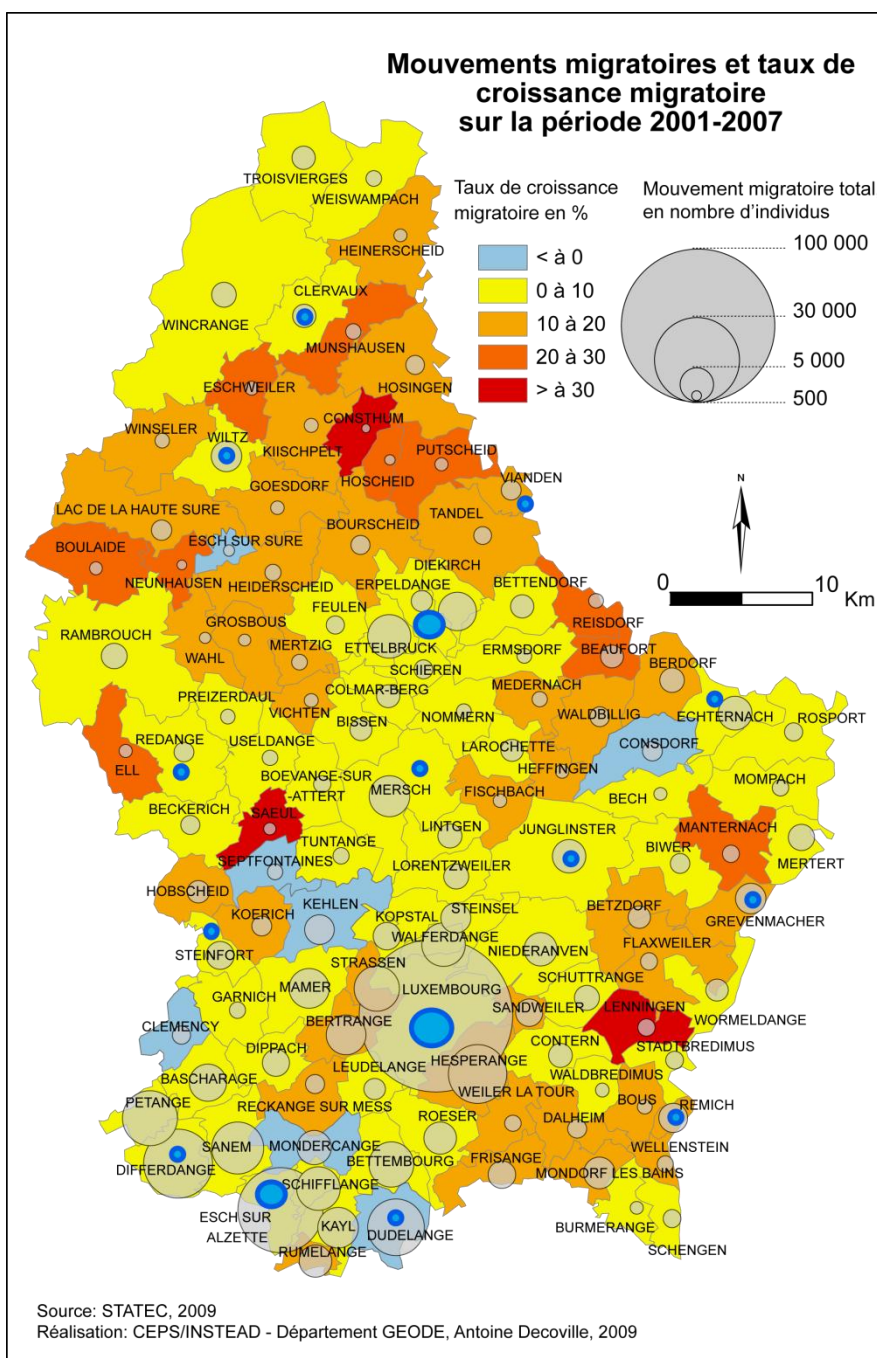 Mouvements migratoires et taux de
croissance migratoire
sur la période 2001-2007
Taux de croissance
migratoire en %
< à 0
0 à 10
10 à 20
20 à 30
> à 30
Mouvement migratoire total
en nombre d'individus
100 000
30 000
5 000
500
TROISVIERGES
WEISWAMPACH
HEINERSCHEID
CLERVAUX
WINCRANGE
MUNSHAUSEN
ESCHWEILER
HOSINGEN
CONSTHUM
WINSELER
WILTZ
KIISCHPELT
PUTSCHEID
HOSCHEID
VIANDEN
GOESDORF
LAC DE LA HAUTE SURE
TANDEL
BOURSCHEID
ESCH SUR SURE
BOULAIDE
NEUNHAUSEN
HEIDERSCHEID
DIEKIRCH
ERPELDANGE
BETTENDORF
N
0
10
Km
FEULEN
REISDORF
GROSBOUS
RAMBROUCH
WAHL
MERTZIG
ETTELBRUCK
ERMSDORF
BEAUFORT
SCHIEREN
BERDORF
PREIZERDAUL
COLMAR-BERG
MEDERNACH
VICHTEN
BISSEN
NOMMERN
WALDBILLIG
ECHTERNACH
ROSPORT
REDANGE
USELDANGE
LAROCHETTE
CONSDORF
ELL
BOEVANGE-SUR
-ATTERT
HEFFINGEN
MERSCH
FISCHBACH
BECH
MOMPACH
BECKERICH
SAEUL
LINTGEN
JUNGLINSTER
MANTERNACH
TUNTANGE
SEPTFONTAINES
LORENTZWEILER
BIWER
MERTERT
HOBSCHEID
KEHLEN
BETZDORF
GREVENMACHER
KOERICH
KOPSTAL
STEINSEL
WALFERDANGE
STEINFORT
NIEDERANVEN
FLAXWEILER
STRASSEN
SCHUTTRANGE
MAMER
GARNICH
LUXEMBOURG
SANDWEILER
LENNINGEN
WORMELDANGE
CLEMENCY
BERTRANGE
STADTBREDIMUS
DIPPACH
HESPERANGE
CONTERN
LEUDELANGE
WALDBREDIMUS
BASCHARAGE
WEILER LA TOUR
BOUS
REMICH
PETANGE
RECKANGE SUR MESS
ROESER
DALHEIM
SANEM
MONDERCANGE
WELLENSTEIN
DIFFERDANGE
BETTEMBOURG
FRISANGE
MONDORF LES BAINS
SCHIFFLANGE
ESCH SUR
ALZETTE
KAYL
DUDELANGE
BURMERANGE
SCHENGEN
RUMELANGE
Source: STATEC, 2009
Réalisation: CEPS/INSTEAD - Département GEODE, Antoine Decoville, 2009